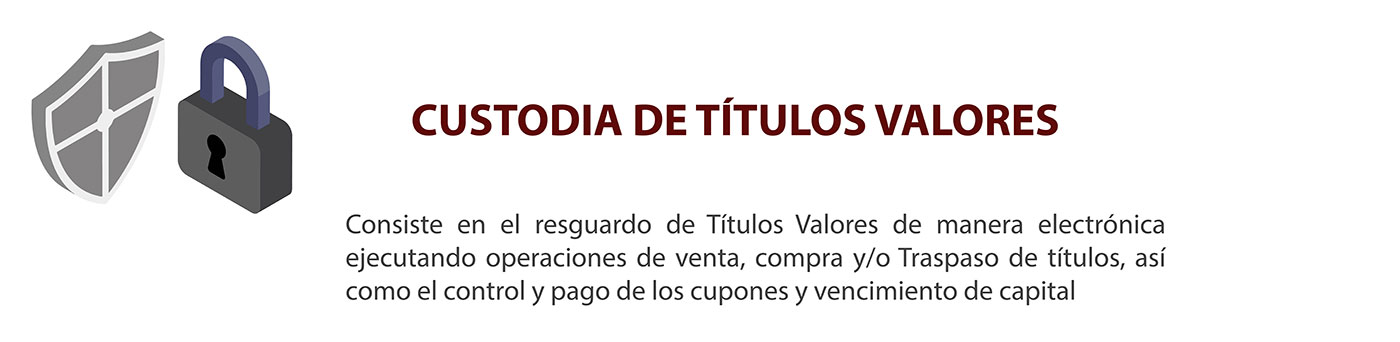 CUSTODIA DE TÍTULOS VALORES
Consiste en el resguardo de Títulos Valores de manera electrónica
ejecutando operaciones de venta, compra y/o Traspaso de títulos, así
como el control y pago de los cupones y vencimiento de capital